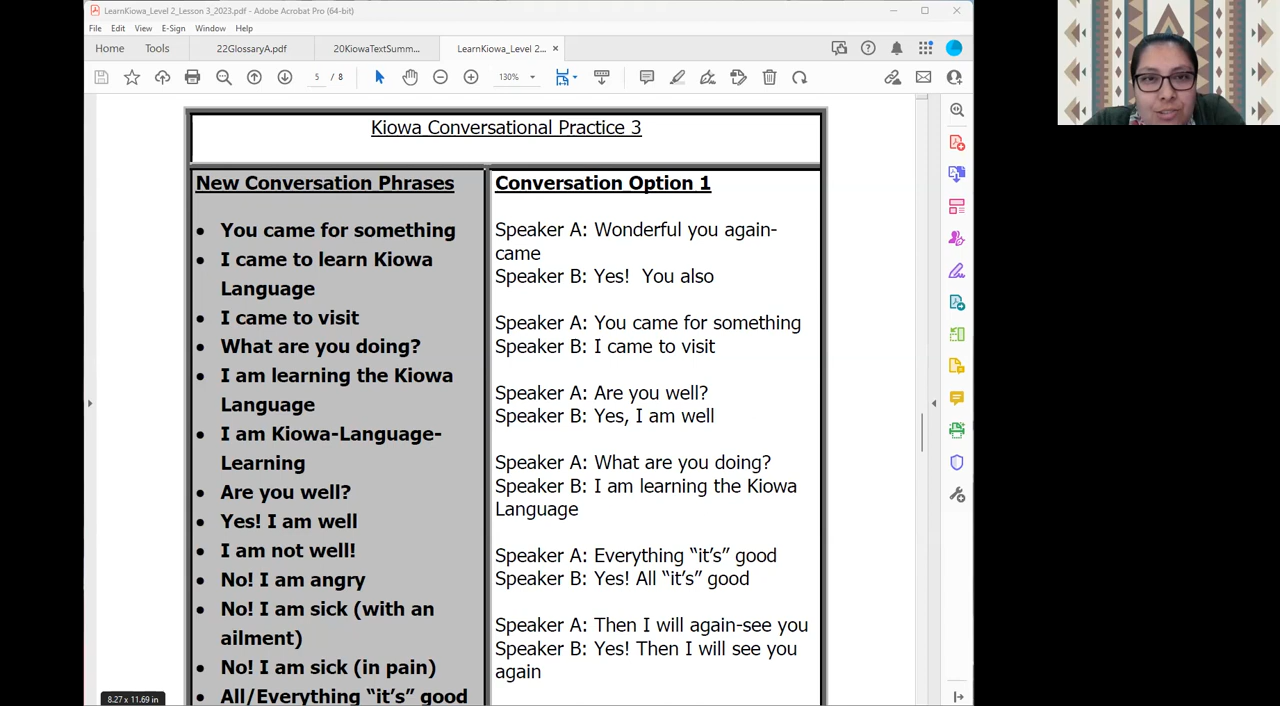 LearnKiowa_Level 2_Lesson 3_2023.pdf - Adobe Acrobat Pro (64-bit)
File Edit View E-Sign Window Help
Home Tools 22GlossaryA.pdf 20KiowaTextSumm... LearnKiowa_Level 2... ×
5 / 8 130%
Kiowa Conversational Practice 3
New Conversation Phrases
• You came for something
• I came to learn Kiowa
Language
• I came to visit
• What are you doing?
• I am learning the Kiowa
Language
• I am Kiowa-Language-
Learning
• Are you well?
• Yes! I am well
• I am not well!
• No! I am angry
• No! I am sick (with an
ailment)
• No! I am sick (in pain)
• All/Everything “it’s” good
Conversation Option 1
Speaker A: Wonderful you again-
came
Speaker B: Yes!  You also
Speaker A: You came for something
Speaker B: I came to visit
Speaker A: Are you well?
Speaker B: Yes, I am well
Speaker A: What are you doing?
Speaker B: I am learning the Kiowa
Language
Speaker A: Everything “it’s” good
Speaker B: Yes! All “it’s” good
Speaker A: Then I will again-see you
Speaker B: Yes! Then I will see you
again
8.27 x 11.69 in